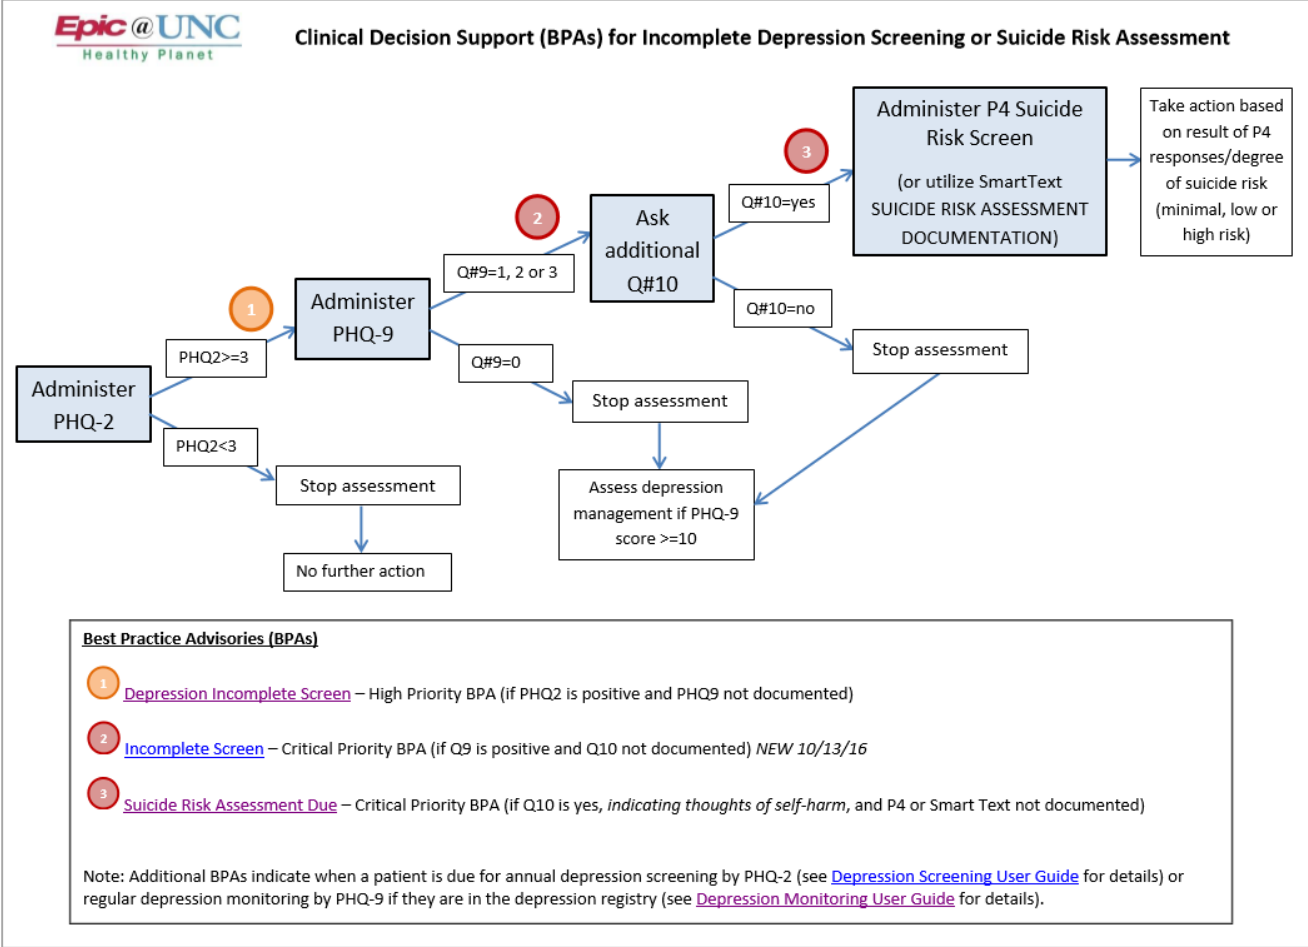 Epic@UNC
Healthy Planet
Clinical Decision Support (BPAs) for Incomplete Depression Screening or Suicide Risk Assessment
Administer P4 Suicide
Risk Screen
(or utilize SmartText
SUICIDE RISK ASSESSMENT
DOCUMENTATION)
Take action based
on result of P4
responses/degree
of suicide risk
(minimal, low or
high risk)
3
Q#10=yes
2
Ask
additional
Q#10
Q#9=1, 2 or 3
1
Administer
PHQ-9
Q#10=no
Stop assessment
PHQ2>=3
Q#9=0
Administer
PHQ-2
Stop assessment
PHQ2<3
Stop assessment
Assess depression
management if PHQ-9
score >=10
No further action
Best Practice Advisories (BPAs)
1 Depression Incomplete Screen – High Priority BPA (if PHQ2 is positive and PHQ9 not documented)
2 Incomplete Screen – Critical Priority BPA (if Q9 is positive and Q10 not documented) NEW 10/13/16
3 Suicide Risk Assessment Due – Critical Priority BPA (if Q10 is yes, indicating thoughts of self-harm, and P4 or Smart Text not documented)
Note: Additional BPAs indicate when a patient is due for annual depression screening by PHQ-2 (see Depression Screening User Guide for details) or
regular depression monitoring by PHQ-9 if they are in the depression registry (see Depression Monitoring User Guide for details).